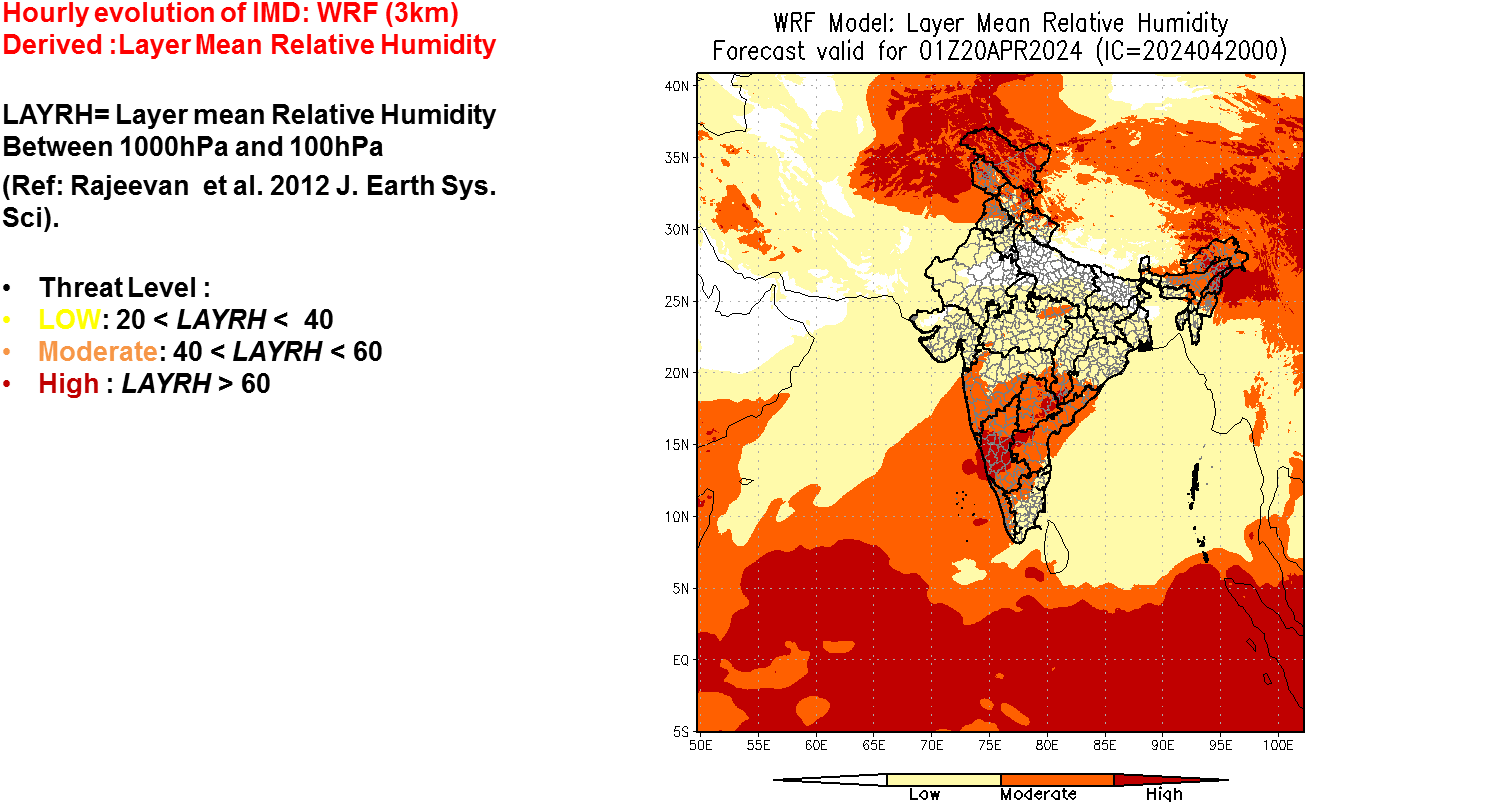 Hourly evolution of IMD: WRF (3km)
Derived :Layer Mean Relative Humidity
LAYRH= Layer mean Relative Humidity
Between 1000hPa and 100hPa
(Ref: Rajeevan et al. 2012 J. Earth Sys.
Sci).
• Threat Level :
• LOW: 20 < LAYRH < 40
• Moderate: 40 < LAYRH < 60
• High : LAYRH > 60
WRF Model: Layer Mean Relative Humidity
Forecast valid for 01Z20APR2024 (IC=2024042000)
40N
35N
30N
25N
20N
15N
10N
5N
EQ
5S
50E 55E 60E 65E 70E 75E 80E 85E 90E 95E 100E
Low Moderate High